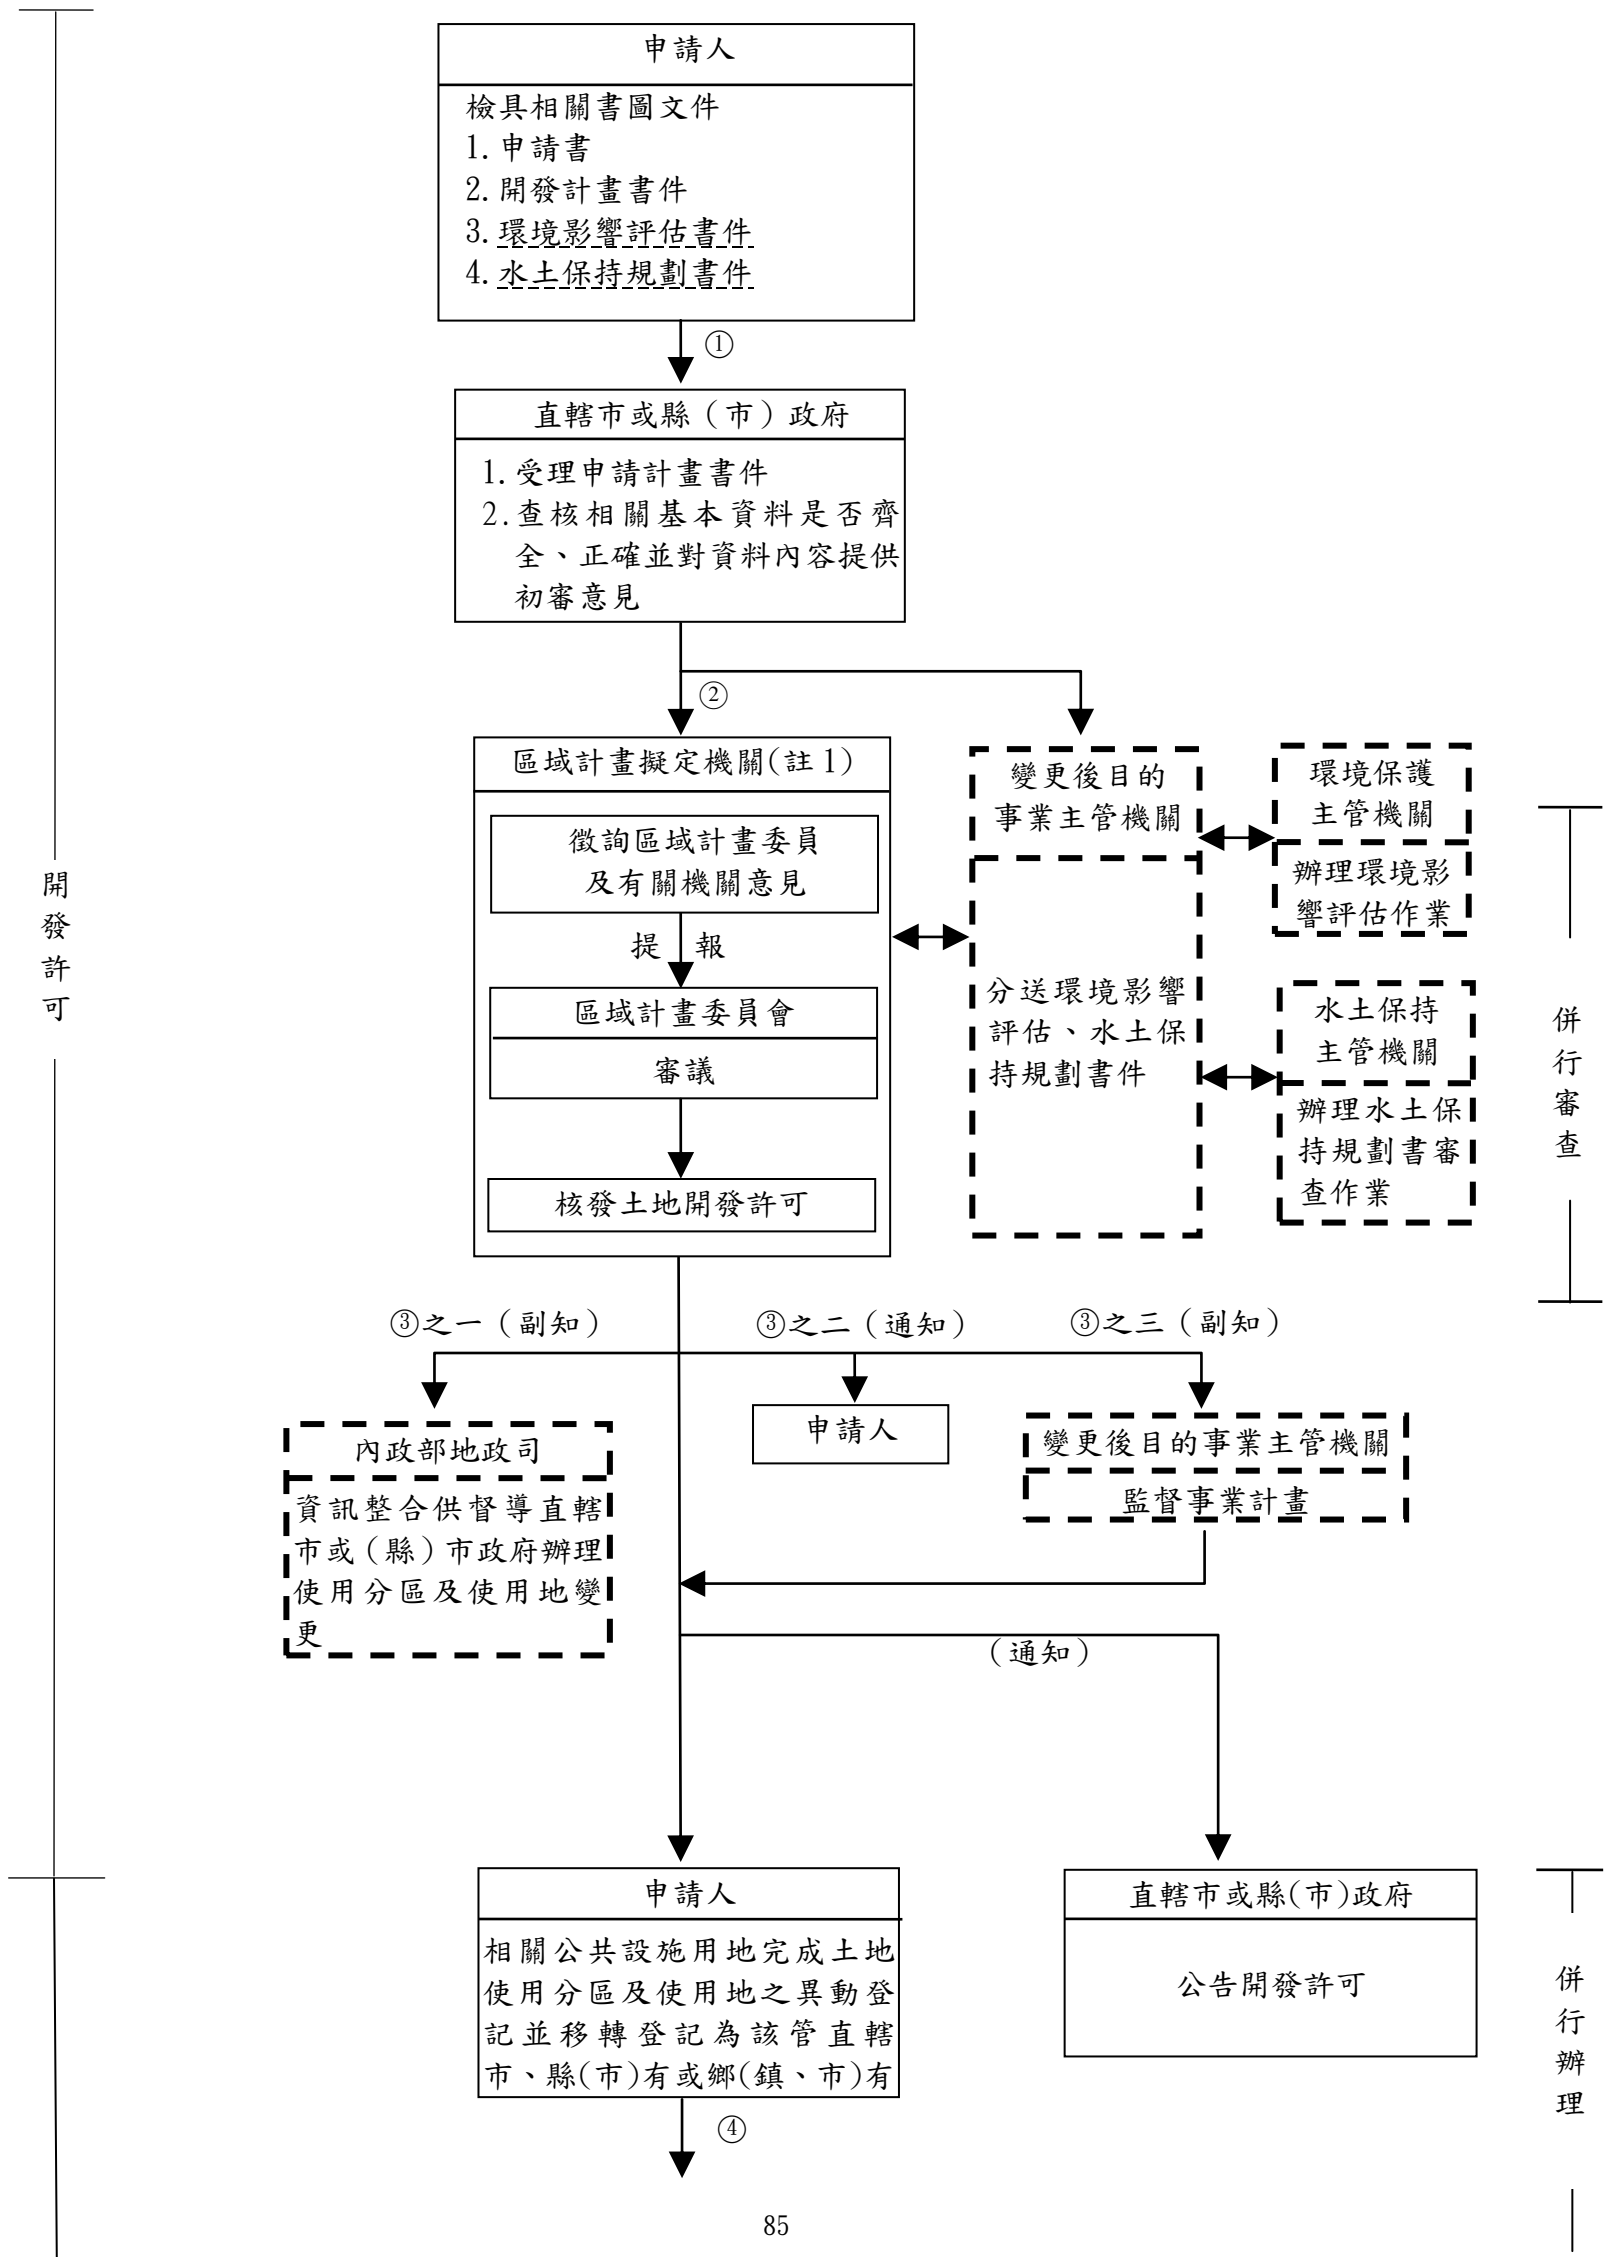 申請人
檢具相關書圖文件
1.申請書
2.開發計畫書件
3.環境影響評估書件
4.水土保持規劃書件
①
直轄市或縣（市）政府
1.受理申請計畫書件
2.查核相關基本資料是否齊
全、正確並對資料內容提供
初審意見
②
區域計畫擬定機關(註1)
徵詢區域計畫委員
及有關機關意見
提 報
區域計畫委員會
審議
核發土地開發許可
變更後目的
事業主管機關
分送環境影響
評估、水土保
持規劃書件
環境保護
主管機關
辦理環境影
響評估作業
水土保持
主管機關
辦理水土保
持規劃書審
查作業
開
發
許
可
併
行
審
查
③之一（副知）
③之二（通知）
③之三（副知）
內政部地政司
資訊整合供督導直轄
市或（縣）市政府辦理
使用分區及使用地變
更
申請人
變更後目的事業主管機關
監督事業計畫
（通知）
申請人
相關公共設施用地完成土地
使用分區及使用地之異動登
記並移轉登記為該管直轄
市、縣(市)有或鄉(鎮、市)有
直轄市或縣(市)政府
公告開發許可
併
行
辦
理
④
85